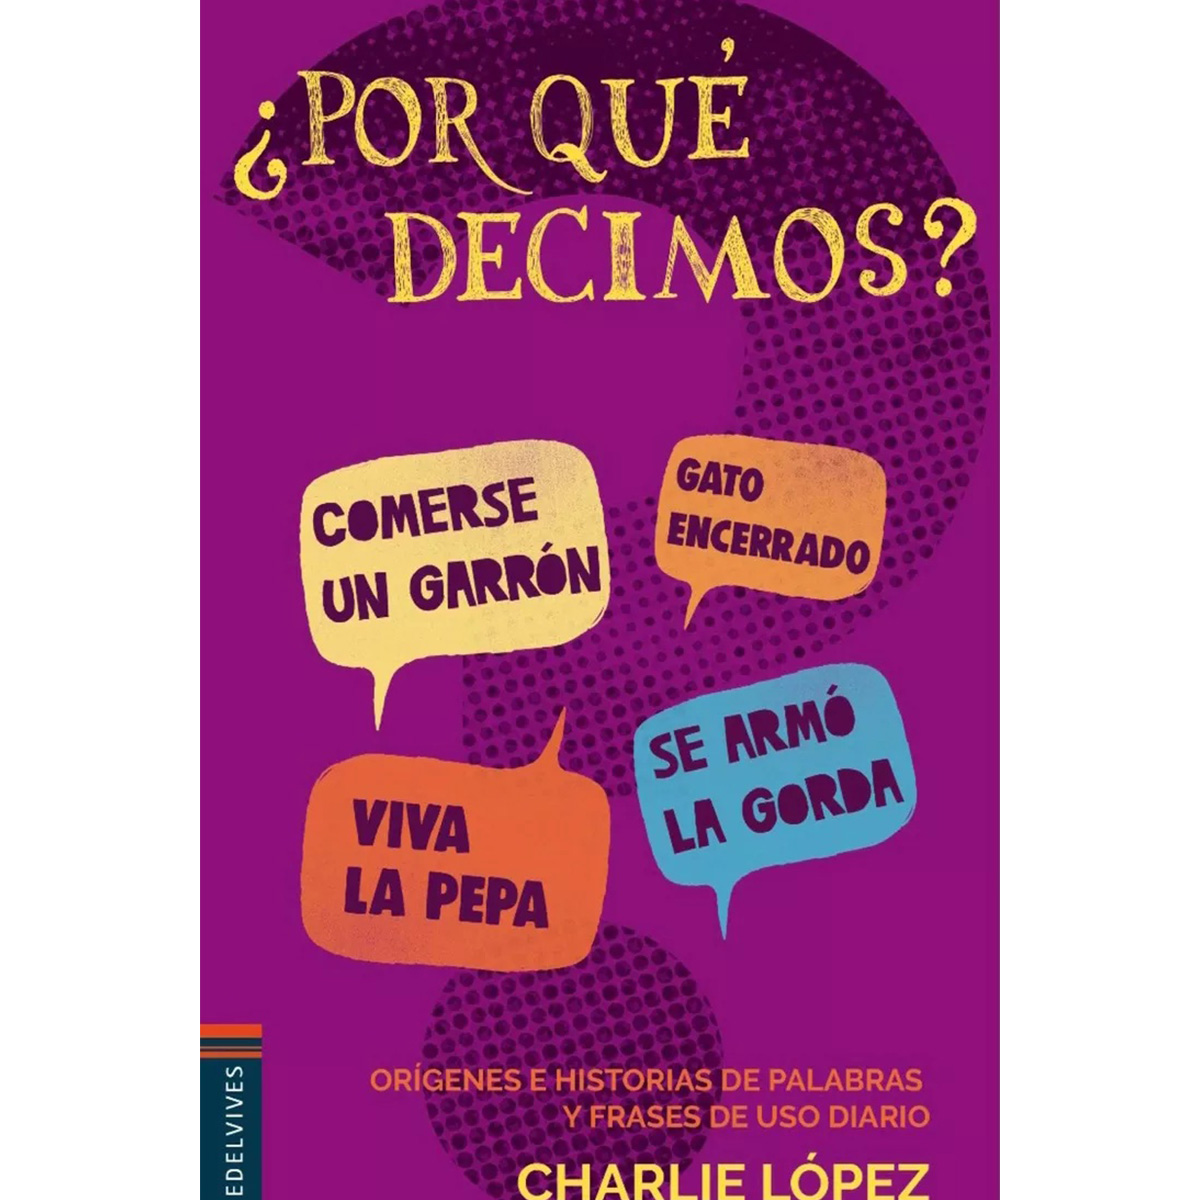 ¿POR QUÉ
DECIMOS?
COMERSE
UN GARRÓN
GATO
ENCERRADO
VIVA
LA PEPA
SE ARMÓ
LA GORDA
ORÍGENES E HISTORIAS DE PALABRAS
Y FRASES DE USO DIARIO
CHARLIE LÓPEZ
EDELVIVES